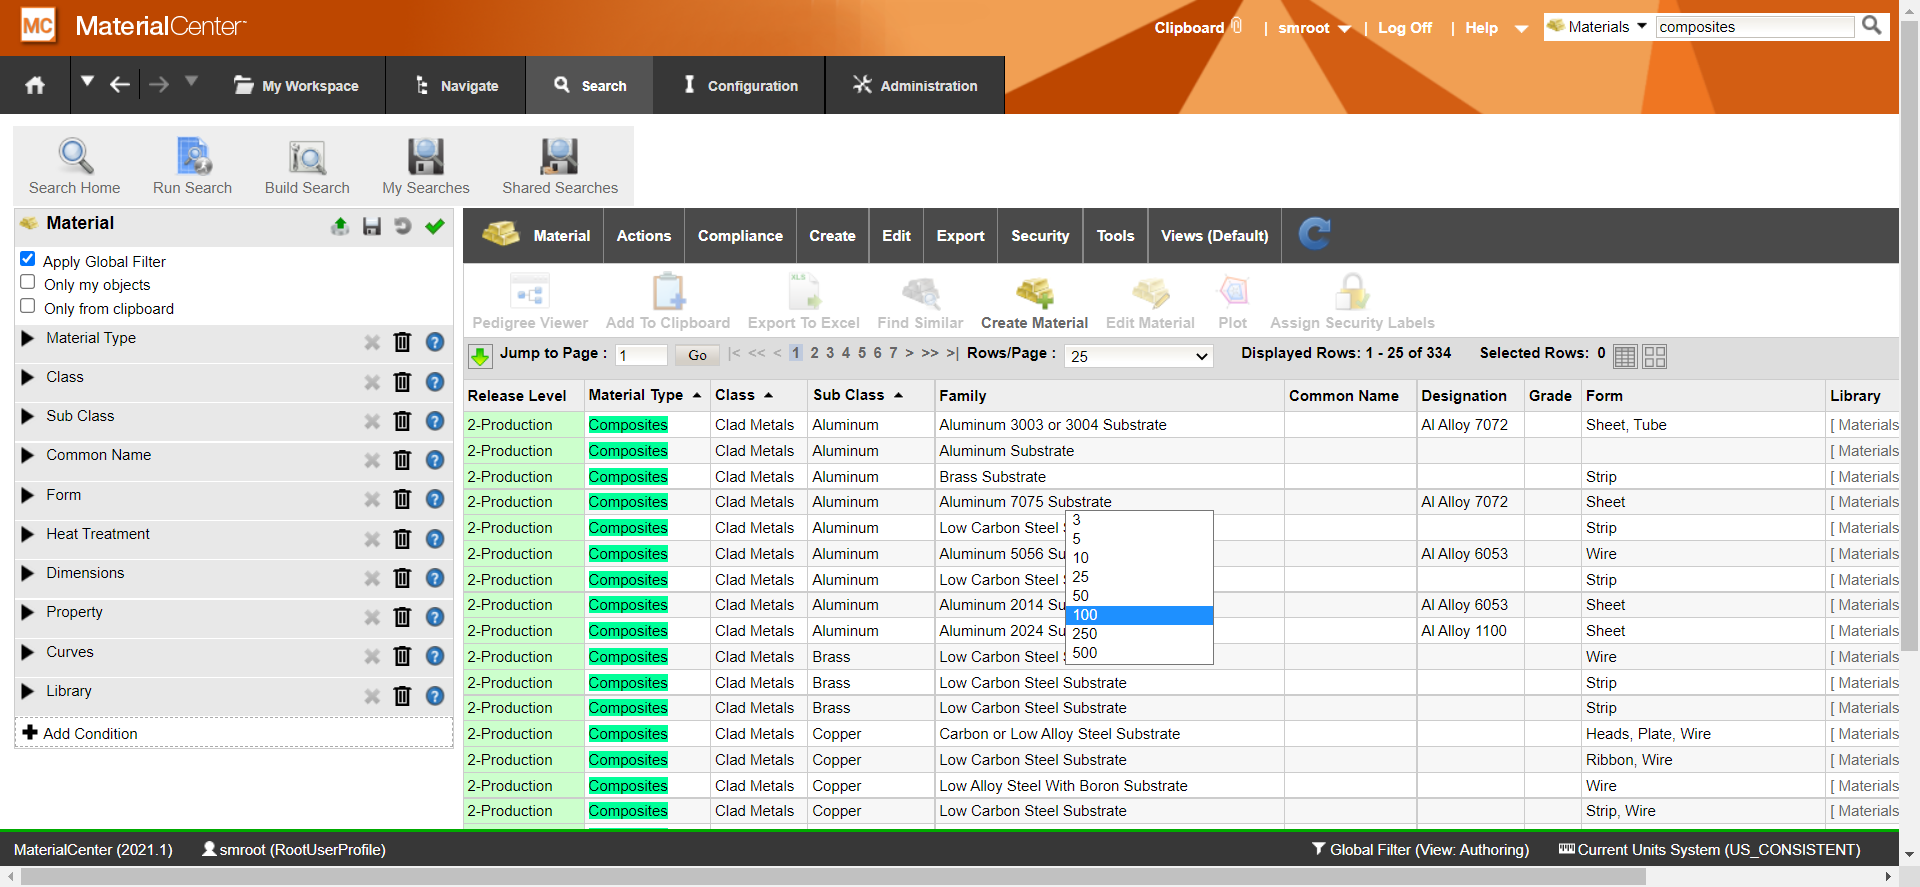 MC MaterialCenter
Clipboard | smroot | Log Off | Help Materials composites
My Workspace Navigate Search Configuration Administration
Search Home Run Search Build Search My Searches Shared Searches
Material
Apply Global Filter
Only my objects
Only from clipboard
Material Type
Class
Sub Class
Common Name
Form
Heat Treatment
Dimensions
Property
Curves
Library
Add Condition
Material Actions Compliance Create Edit Export Security Tools Views (Default)
XLS
Pedigree Viewer Add To Clipboard Export To Excel Find Similar Create Material Edit Material Plot Assign Security Labels
Jump to Page : 1 Go |< << < 1 2 3 4 5 6 7 > >> >| Rows/Page : 25 Displayed Rows: 1 - 25 of 334 Selected Rows: 0
Release Level Material Type Class Sub Class Family Common Name Designation Grade Form Library
2-Production Composites Clad Metals Aluminum Aluminum 3003 or 3004 Substrate Al Alloy 7072 Sheet, Tube [ Materials
2-Production Composites Clad Metals Aluminum Aluminum Substrate [ Materials
2-Production Composites Clad Metals Aluminum Brass Substrate Strip [ Materials
2-Production Composites Clad Metals Aluminum Aluminum 7075 Substrate Al Alloy 7072 Sheet [ Materials
2-Production Composites Clad Metals Aluminum Low Carbon Steel Strip [ Materials
2-Production Composites Clad Metals Aluminum Aluminum 5056 Su Al Alloy 6053 Wire [ Materials
2-Production Composites Clad Metals Aluminum Low Carbon Steel Strip [ Materials
2-Production Composites Clad Metals Aluminum Aluminum 2014 Su Al Alloy 6053 Sheet [ Materials
2-Production Composites Clad Metals Aluminum Aluminum 2024 Su Al Alloy 1100 Sheet [ Materials
2-Production Composites Clad Metals Brass Low Carbon Steel Wire [ Materials
2-Production Composites Clad Metals Brass Low Carbon Steel Substrate Strip [ Materials
2-Production Composites Clad Metals Brass Low Carbon Steel Substrate Strip [ Materials
2-Production Composites Clad Metals Copper Carbon or Low Alloy Steel Substrate Heads, Plate, Wire [ Materials
2-Production Composites Clad Metals Copper Low Carbon Steel Substrate Ribbon, Wire [ Materials
2-Production Composites Clad Metals Copper Low Alloy Steel With Boron Substrate Wire [ Materials
2-Production Composites Clad Metals Copper Low Carbon Steel Substrate Strip, Wire [ Materials
3
5
10
25
50
100
250
500
MaterialCenter (2021.1) smroot (RootUserProfile) Global Filter (View: Authoring) Current Units System (US_CONSISTENT)